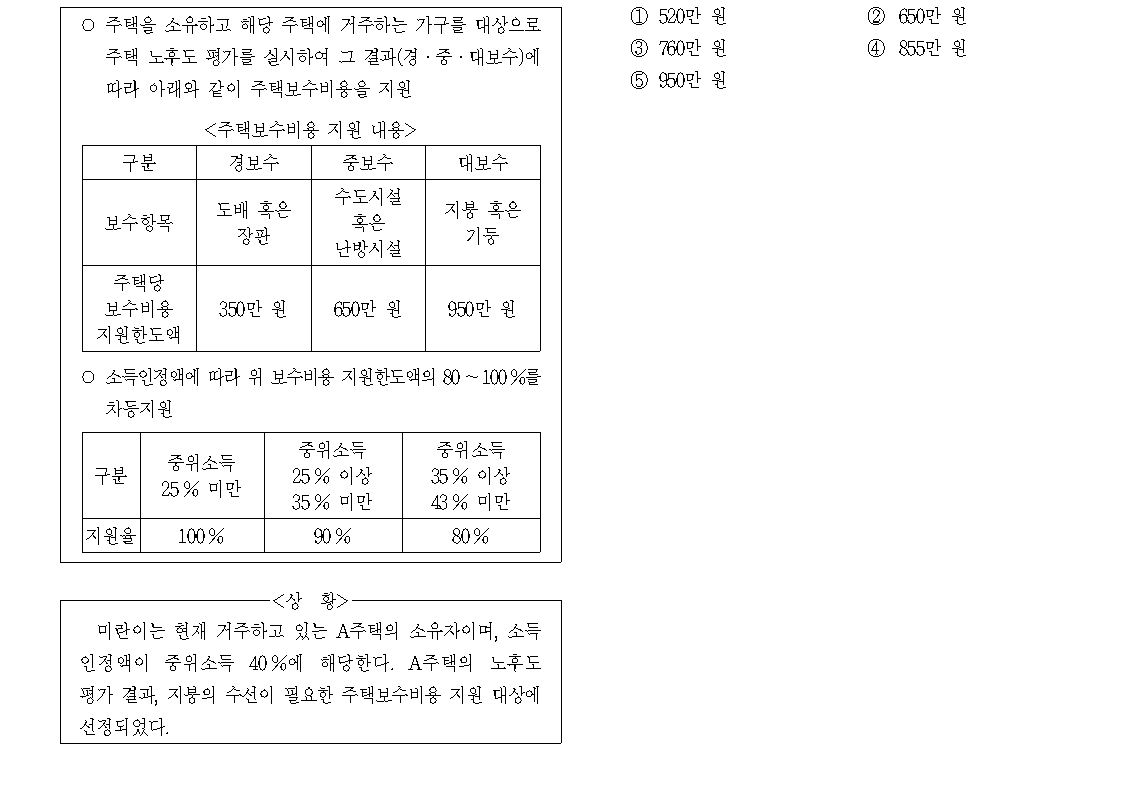 ○ 주택을 소유하고 해당 주택에 거주하는 가구를 대상으로
주택 노후도 평가를 실시하여 그 결과(경·중·대보수)에
따라 아래와 같이 주택보수비용을 지원
<주택보수비용 지원 내용>
구분 경보수 중보수 대보수
보수항목
도배 혹은
장판
수도시설
혹은
난방시설
지붕 혹은
기둥
주택당
보수비용
지원한도액
350만 원 650만 원 950만 원
○ 소득인정액에 따라 위 보수비용 지원한도액의 80~100%를
차등지원
구분
중위소득
25% 미만
중위소득
25% 이상
35% 미만
중위소득
35% 이상
43% 미만
지원율 100% 90% 80%
<상 황>
미란이는 현재 거주하고 있는 A주택의 소유자이며, 소득
인정액이 중위소득 40%에 해당한다. A주택의 노후도
평가 결과, 지붕의 수선이 필요한 주택보수비용 지원 대상에
선정되었다.
① 520만 원 ② 650만 원
③ 760만 원 ④ 855만 원
⑤ 950만 원